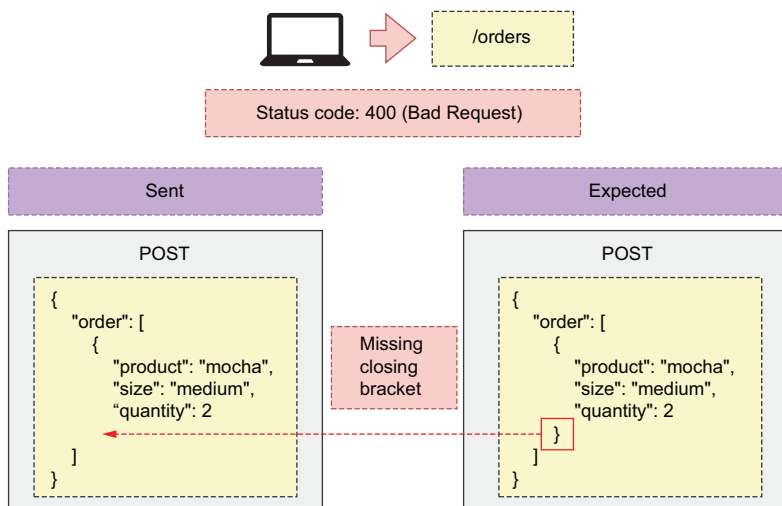 /orders
Status code: 400 (Bad Request)
Sent
Expected
POST
{
"order": [
{
"product": "mocha",
"size": "medium",
“quantity": 2
]
}
Missing
closing
bracket
POST
{
"order": [
{
"product": "mocha",
"size": "medium",
"quantity": 2
}
]
}